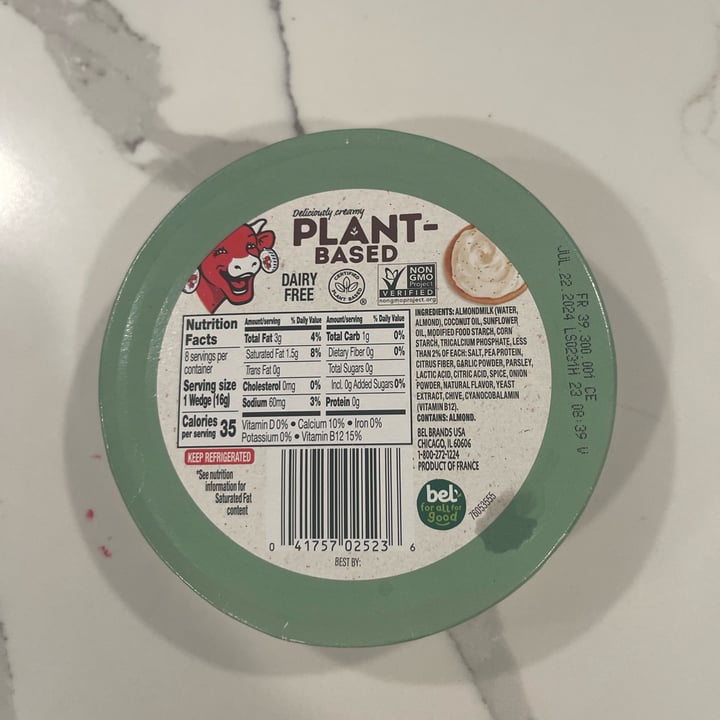 Deliciously creamy
PLANT-
BASED
DAIRY
FREE
CERTIFIED
PLANT BASED
NON
GMO
Project
VERIFIED
nongmoproject.org
Nutrition
Facts
8 servings per
container
Serving size
1 Wedge (16g)
Calories
per serving 35
Amount/serving % Daily Value
Total Fat 3g 4%
Saturated Fat 1.5g 8%
Trans Fat 0g
Cholesterol 0mg 0%
Sodium 60mg 3%
Amount/serving % Daily Value
Total Carb 1g 0%
Dietary Fiber 0g 0%
Total Sugars 0g
Incl. 0g Added Sugars 0%
Protein 0g
Vitamin D 0% • Calcium 10% • Iron 0%
Potassium 0% • Vitamin B12 15%
INGREDIENTS: ALMONDMILK (WATER,
ALMOND), COCONUT OIL, SUNFLOWER
OIL, MODIFIED FOOD STARCH, CORN
STARCH, TRICALCIUM PHOSPHATE, LESS
THAN 2% OF EACH: SALT, PEA PROTEIN,
CITRUS FIBER, GARLIC POWDER, PARSLEY,
LACTIC ACID, CITRIC ACID, SPICE, ONION
POWDER, NATURAL FLAVOR, YEAST
EXTRACT, CHIVE, CYANOCOBALAMIN
(VITAMIN B12).
CONTAINS: ALMOND.
BEL BRANDS USA
CHICAGO, IL 60606
1-800-272-1224
PRODUCT OF FRANCE
KEEP REFRIGERATED
*See nutrition
information for
Saturated Fat
content
bel
for all for
good
76053555
0 41757 02523 6
BEST BY:
FR 39.300.001 CE
JUL.22.2024 LS0231H 23 08:39 V